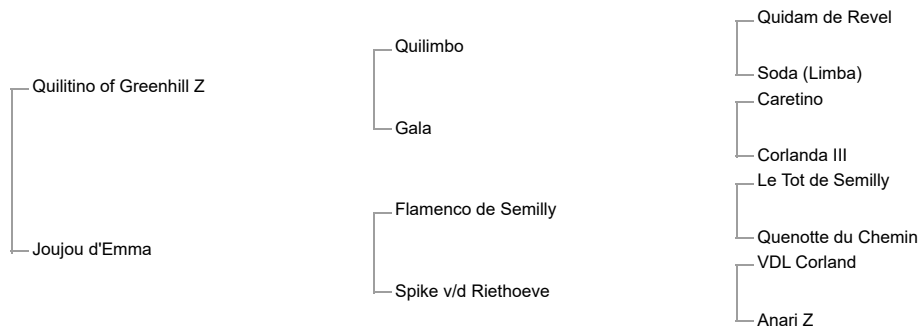 Quidam de Revel
Quilimbo
Soda (Limba)
Quilitino of Greenhill Z
Caretino
Gala
Corlanda III
Le Tot de Semilly
Flamenco de Semilly
Quenotte du Chemin
Joujou d'Emma
VDL Corland
Spike v/d Riethoeve
Anari Z